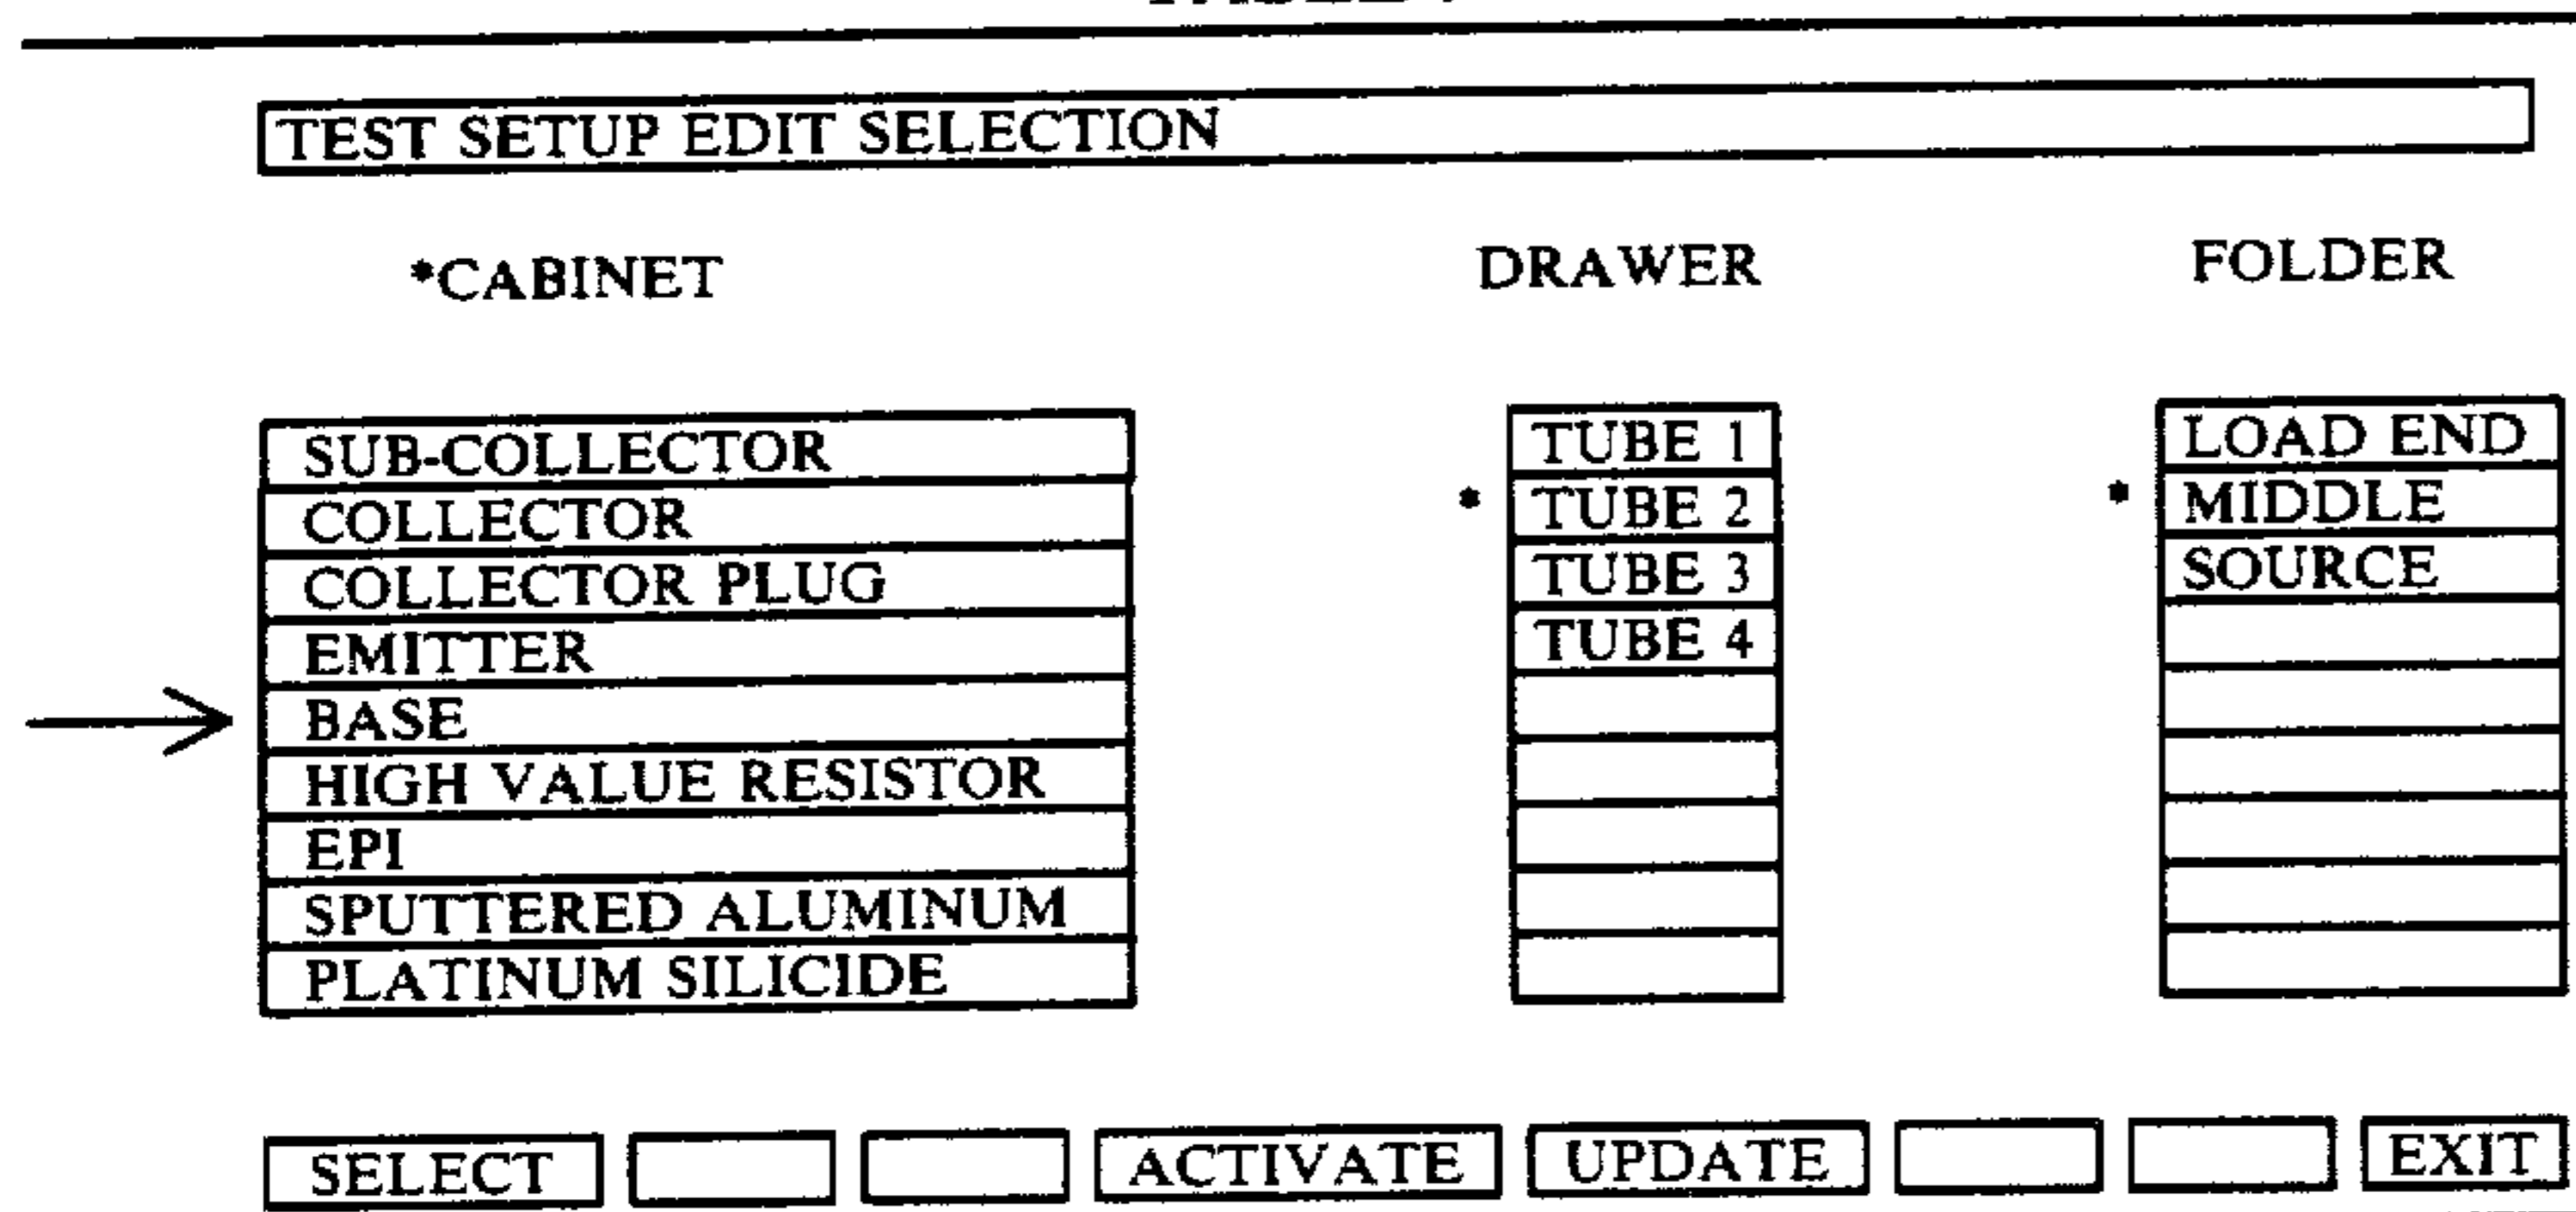 TEST SETUP EDIT SELECTION
*CABINET DRAWER FOLDER
SUB-COLLECTOR TUBE 1 LOAD END
COLLECTOR * TUBE 2 * MIDDLE
COLLECTOR PLUG TUBE 3 SOURCE
EMITTER TUBE 4
BASE
HIGH VALUE RESISTOR
EPI
SPUTTERED ALUMINUM
PLATINUM SILICIDE
SELECT ACTIVATE UPDATE EXIT